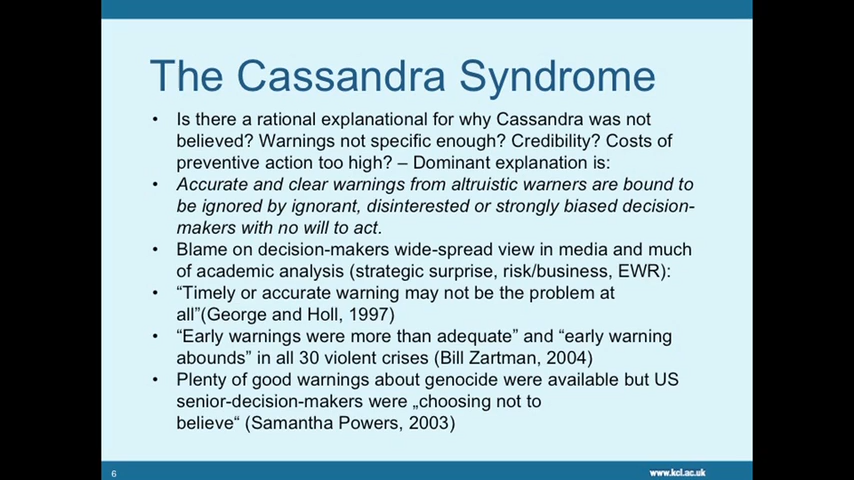 The Cassandra Syndrome
• Is there a rational explanational for why Cassandra was not
believed? Warnings not specific enough? Credibility? Costs of
preventive action too high? – Dominant explanation is:
• Accurate and clear warnings from altruistic warners are bound to
be ignored by ignorant, disinterested or strongly biased decision-
makers with no will to act.
• Blame on decision-makers wide-spread view in media and much
of academic analysis (strategic surprise, risk/business, EWR):
• “Timely or accurate warning may not be the problem at
all”(George and Holl, 1997)
• “Early warnings were more than adequate” and “early warning
abounds” in all 30 violent crises (Bill Zartman, 2004)
• Plenty of good warnings about genocide were available but US
senior-decision-makers were „choosing not to
believe“ (Samantha Powers, 2003)
6
www.kcl.ac.uk